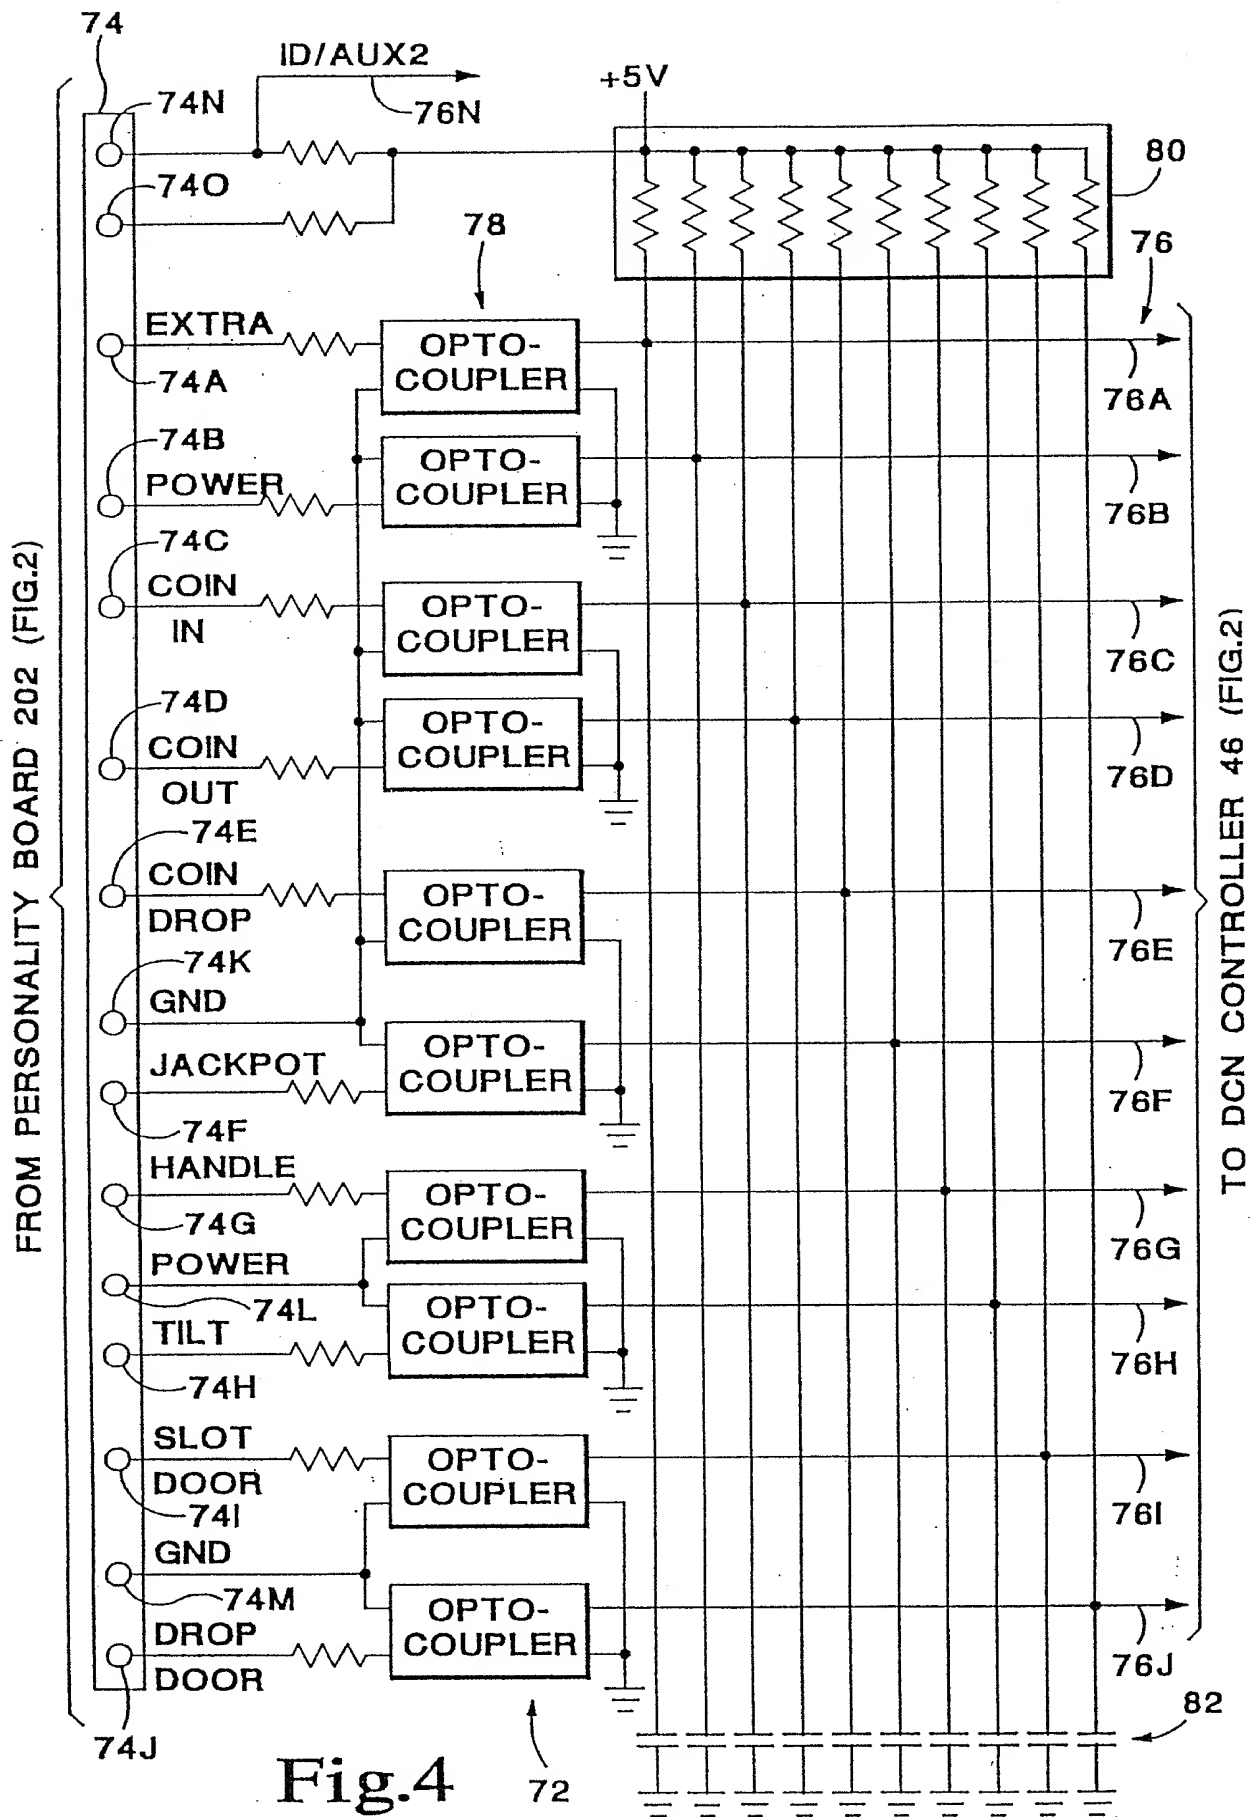 74
ID/AUX2
+5V
74N
76N
80
74O
78
76
EXTRA
OPTO-
COUPLER
74A
76A
74B
POWER
OPTO-
COUPLER
76B
74C
COIN
IN
OPTO-
COUPLER
76C
74D
COIN
OUT
OPTO-
COUPLER
76D
74E
COIN
DROP
OPTO-
COUPLER
76E
74K
GND
JACKPOT
OPTO-
COUPLER
74F
76F
HANDLE
OPTO-
COUPLER
74G
76G
POWER
74L
TILT
OPTO-
COUPLER
74H
76H
SLOT
DOOR
OPTO-
COUPLER
74I
76I
GND
74M
DROP
DOOR
OPTO-
COUPLER
74J
76J
82
72
FROM PERSONALITY BOARD 202 (FIG.2)
TO DCN CONTROLLER 46 (FIG.2)
Fig.4